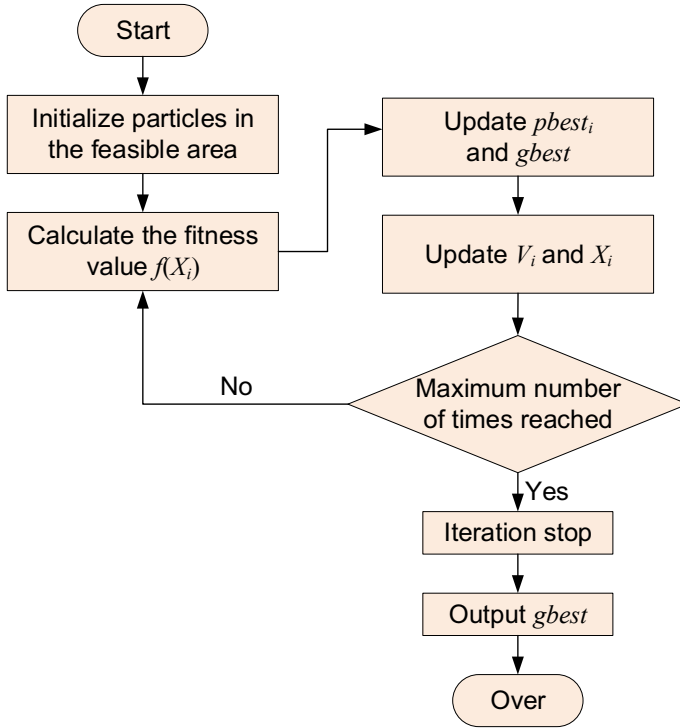 Start
Initialize particles in
the feasible area
Calculate the fitness
value f(Xi)
Update pbesti
and gbest
Update Vi and Xi
Maximum number
of times reached
No
Yes
Iteration stop
Output gbest
Over